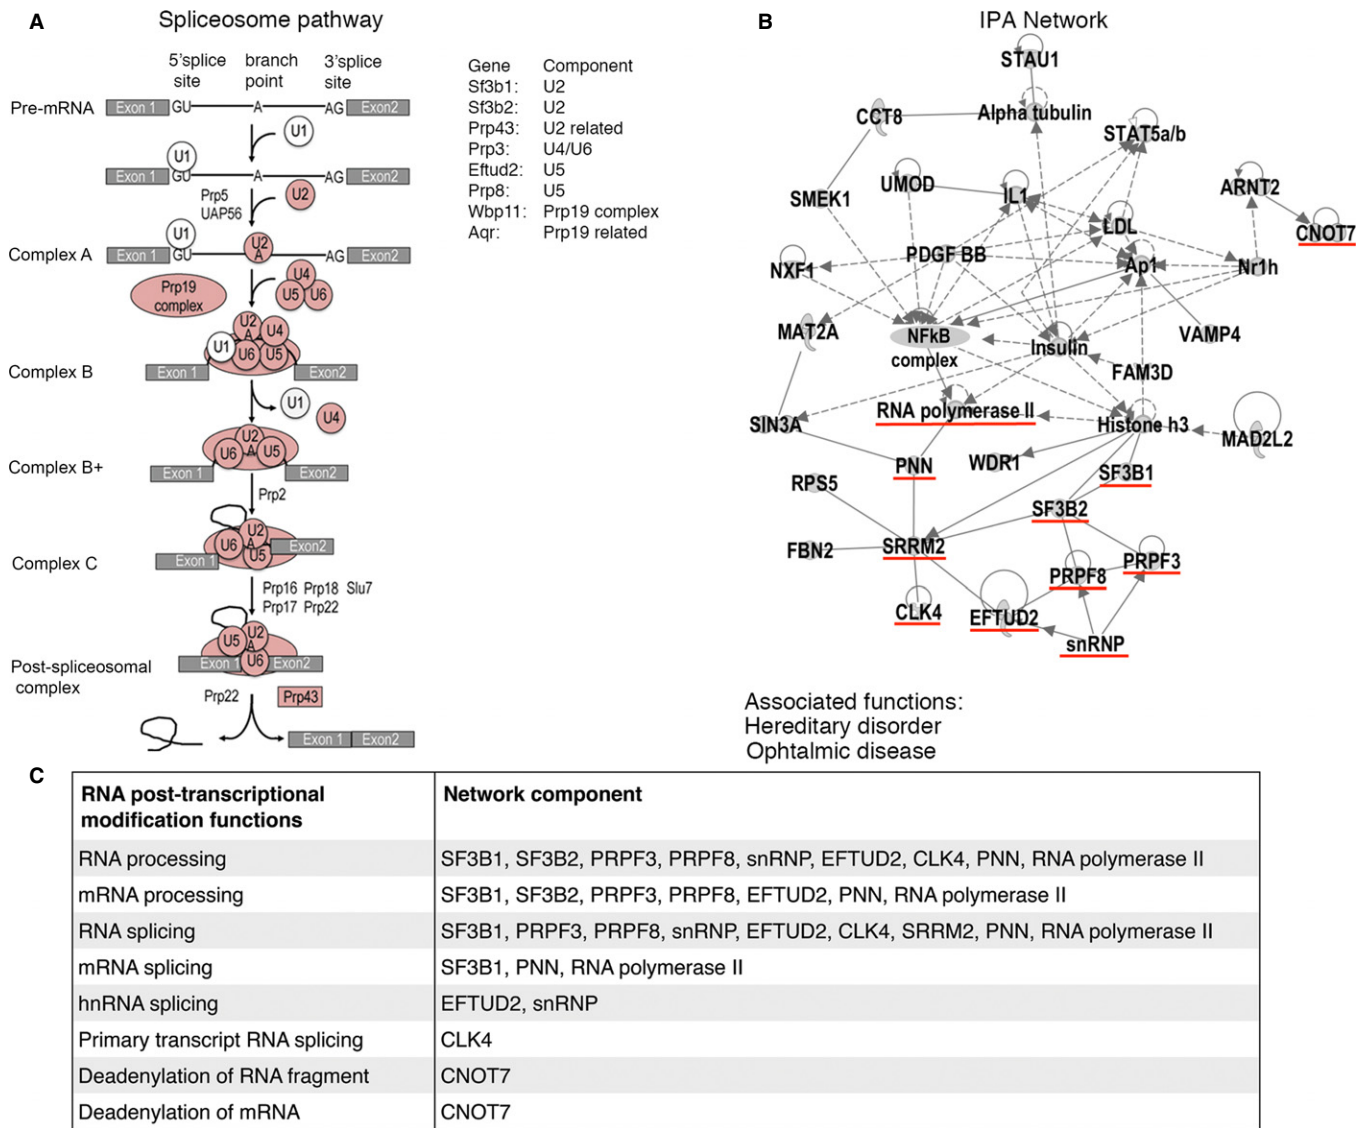 A
Spliceosome pathway
5'splice site
branch point
3'splice site
Pre-mRNA
Exon 1
GU
A
AG
Exon2
U1
U1
Exon 1
GU
A
AG
Exon2
Prp5
UAP56
U2
U1
Complex A
Exon 1
GU
U2
A
AG
Exon2
Prp19
complex
U4
U5
U6
U2
A
U4
U1
U6
U5
Complex B
Exon 1
Exon2
U1
U4
Complex B+
U2
U6
A
U5
Exon 1
Exon2
Prp2
Complex C
U2
U6
A
U5
Exon 1
Exon2
Prp16 Prp18 Slu7
Prp17 Prp22
U5
U2
A
U6
Post-spliceosomal
complex
Exon 1
Exon2
Prp22
Prp43
Exon 1
Exon2
Gene Component
Sf3b1: U2
Sf3b2: U2
Prp43: U2 related
Prp3: U4/U6
Eftud2: U5
Prp8: U5
Wbp11: Prp19 complex
Aqr: Prp19 related
B
IPA Network
STAU1
CCT8
Alpha tubulin
STAT5a/b
SMEK1
UMOD
IL1
ARNT2
LDL
CNOT7
NXF1
PDGF BB
Ap1
Nr1h
MAT2A
NFkB
complex
Insulin
VAMP4
FAM3D
SIN3A
RNA polymerase II
Histone h3
MAD2L2
PNN
WDR1
SF3B1
RPS5
SF3B2
FBN2
SRRM2
PRPF8
PRPF3
CLK4
EFTUD2
snRNP
Associated functions:
Hereditary disorder
Ophtalmic disease
C
RNA post-transcriptional
modification functions
Network component
RNA processing
SF3B1, SF3B2, PRPF3, PRPF8, snRNP, EFTUD2, CLK4, PNN, RNA polymerase II
mRNA processing
SF3B1, SF3B2, PRPF3, PRPF8, EFTUD2, PNN, RNA polymerase II
RNA splicing
SF3B1, PRPF3, PRPF8, snRNP, EFTUD2, CLK4, SRRM2, PNN, RNA polymerase II
mRNA splicing
SF3B1, PNN, RNA polymerase II
hnRNA splicing
EFTUD2, snRNP
Primary transcript RNA splicing
CLK4
Deadenylation of RNA fragment
CNOT7
Deadenylation of mRNA
CNOT7